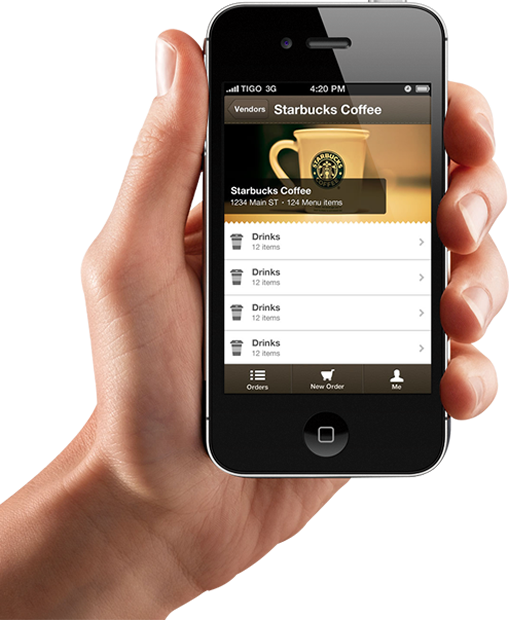 TIGO 3G 4:20 PM
Vendors Starbucks Coffee
STARBUCKS
COFFEE
Starbucks Coffee
1234 Main ST • 124 Menu items
Drinks
12 items
Drinks
12 items
Drinks
12 items
Drinks
12 items
Orders New Order Me